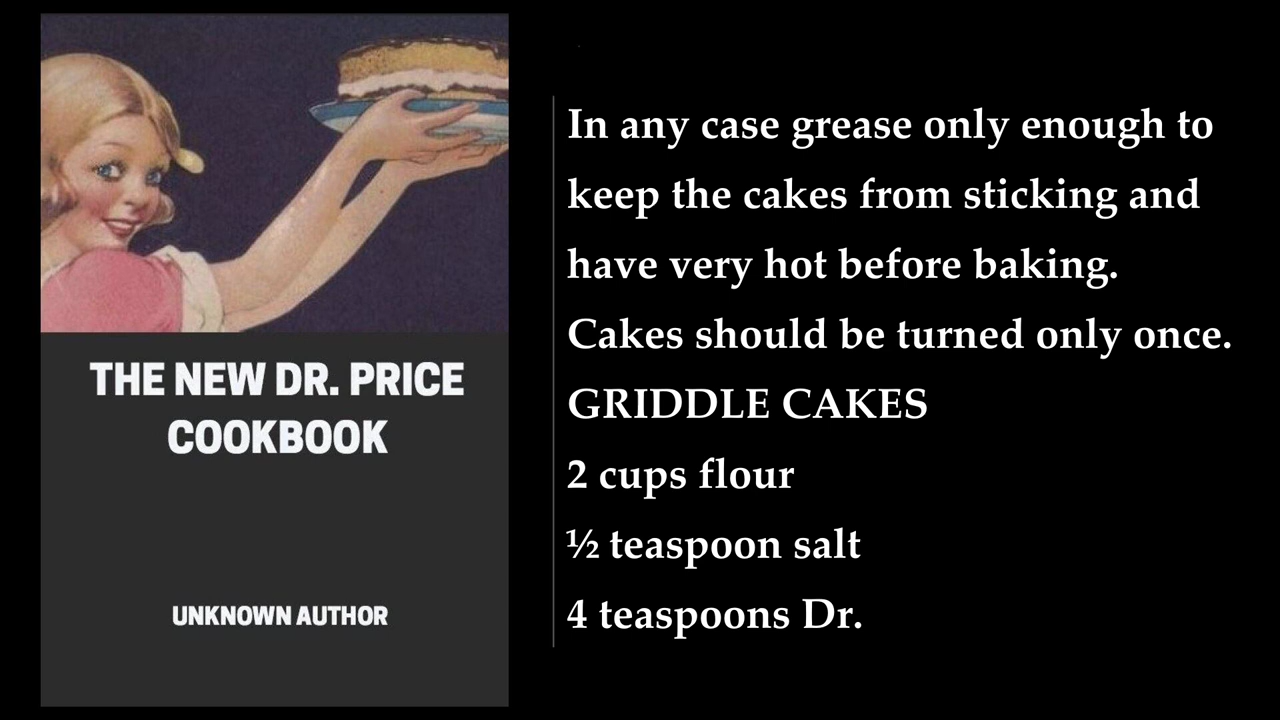 THE NEW DR. PRICE
COOKBOOK
UNKNOWN AUTHOR
In any case grease only enough to
keep the cakes from sticking and
have very hot before baking.
Cakes should be turned only once.
GRIDDLE CAKES
2 cups flour
½ teaspoon salt
4 teaspoons Dr.